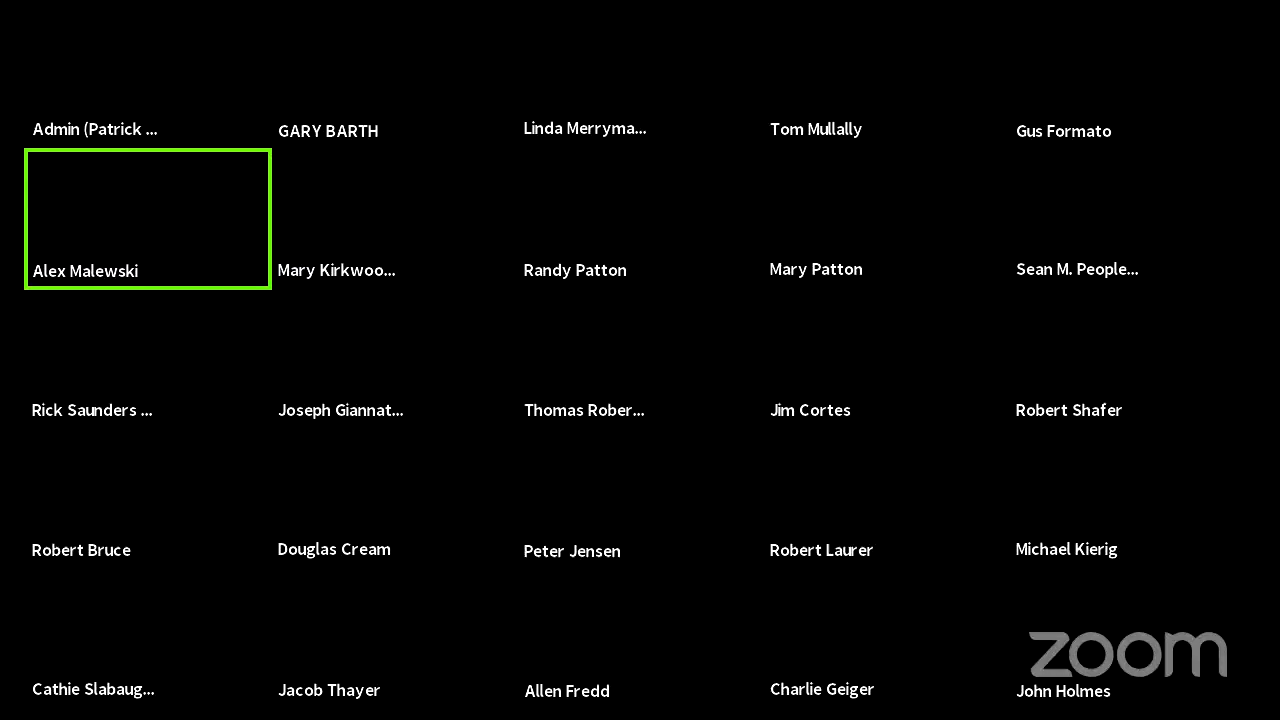 Admin (Patrick ...
GARY BARTH
Linda Merryma...
Tom Mullally
Gus Formato
Alex Malewski
Mary Kirkwoo...
Randy Patton
Mary Patton
Sean M. People...
Rick Saunders ...
Joseph Giannat...
Thomas Rober...
Jim Cortes
Robert Shafer
Robert Bruce
Douglas Cream
Peter Jensen
Robert Laurer
Michael Kierig
Cathie Slabaug...
Jacob Thayer
Allen Fredd
Charlie Geiger
John Holmes
zoom